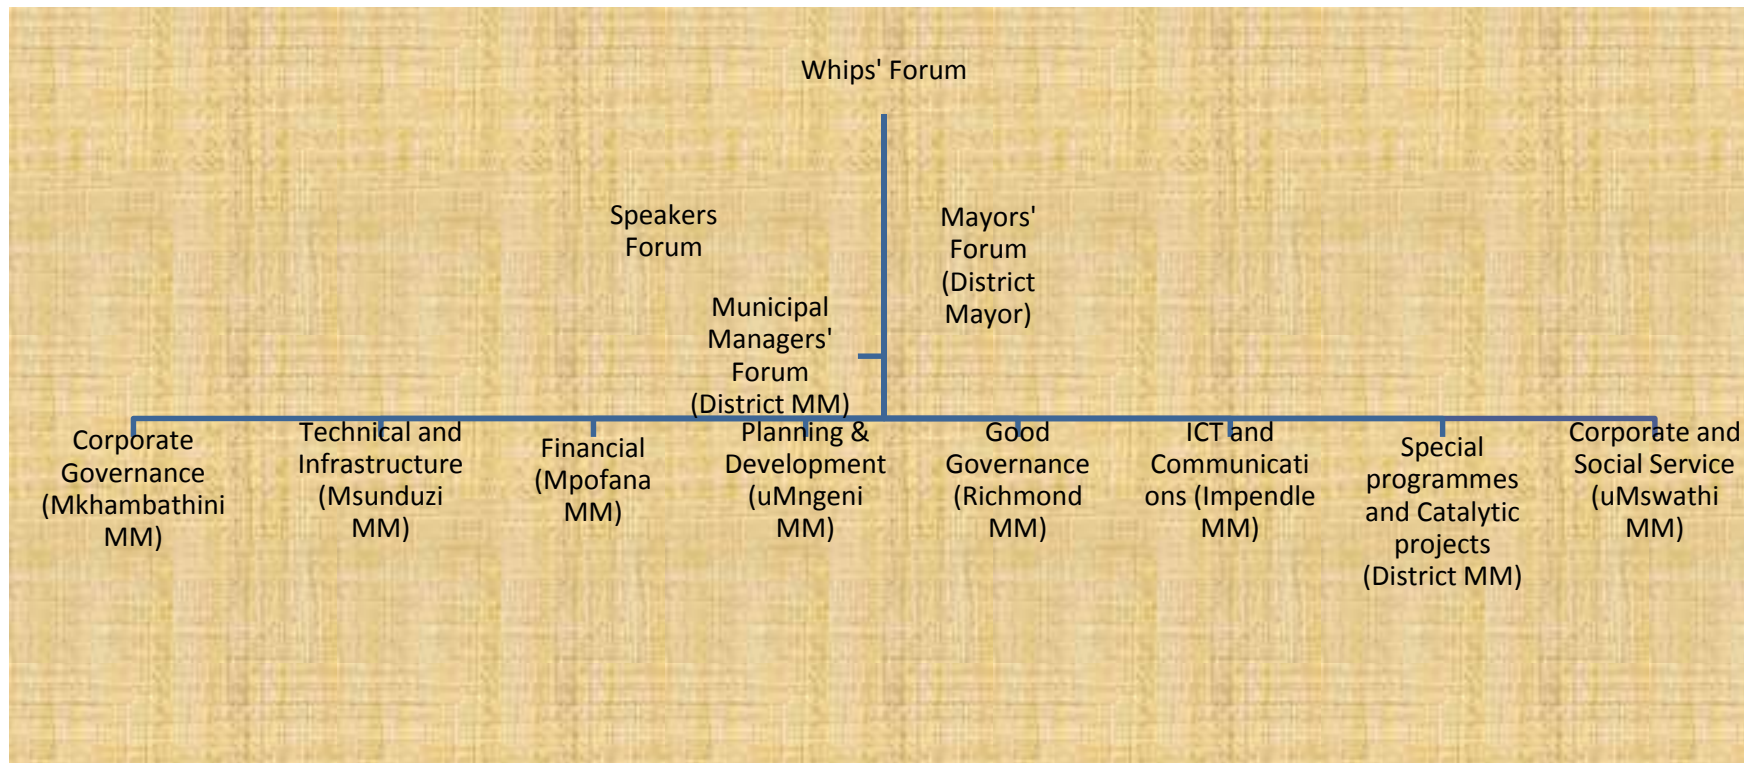 Whips' Forum
Speakers
Forum
Mayors'
Forum
(District
Mayor)
Municipal
Managers'
Forum
(District MM)
Corporate
Governance
(Mkhambathini
MM)
Technical and
Infrastructure
(Msunduzi
MM)
Financial
(Mpofana
MM)
Planning &
Development
(uMngeni
MM)
Good
Governance
(Richmond
MM)
ICT and
Communicati
ons (Impendle
MM)
Special
programmes
and Catalytic
projects
(District MM)
Corporate and
Social Service
(uMswathi
MM)